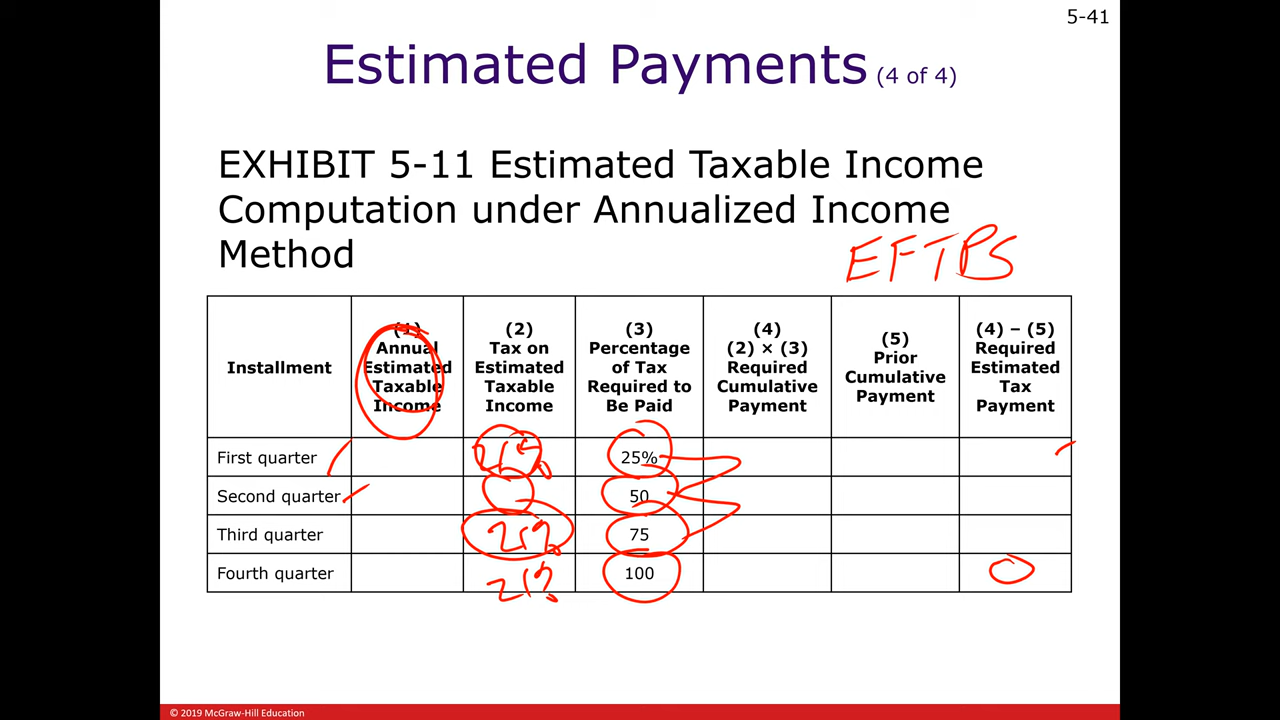 5-41
Estimated Payments (4 of 4)
EXHIBIT 5-11 Estimated Taxable Income
Computation under Annualized Income
Method
EFTPS
Installment
(1)
Annual
Estimated
Taxable
Income
(2)
Tax on
Estimated
Taxable
Income
(3)
Percentage
of Tax
Required to
Be Paid
(4)
(2) × (3)
Required
Cumulative
Payment
(5)
Prior
Cumulative
Payment
(4) – (5)
Required
Estimated
Tax
Payment
First quarter 25%
Second quarter 50
Third quarter 21% 75
Fourth quarter 21% 100
© 2019 McGraw-Hill Education